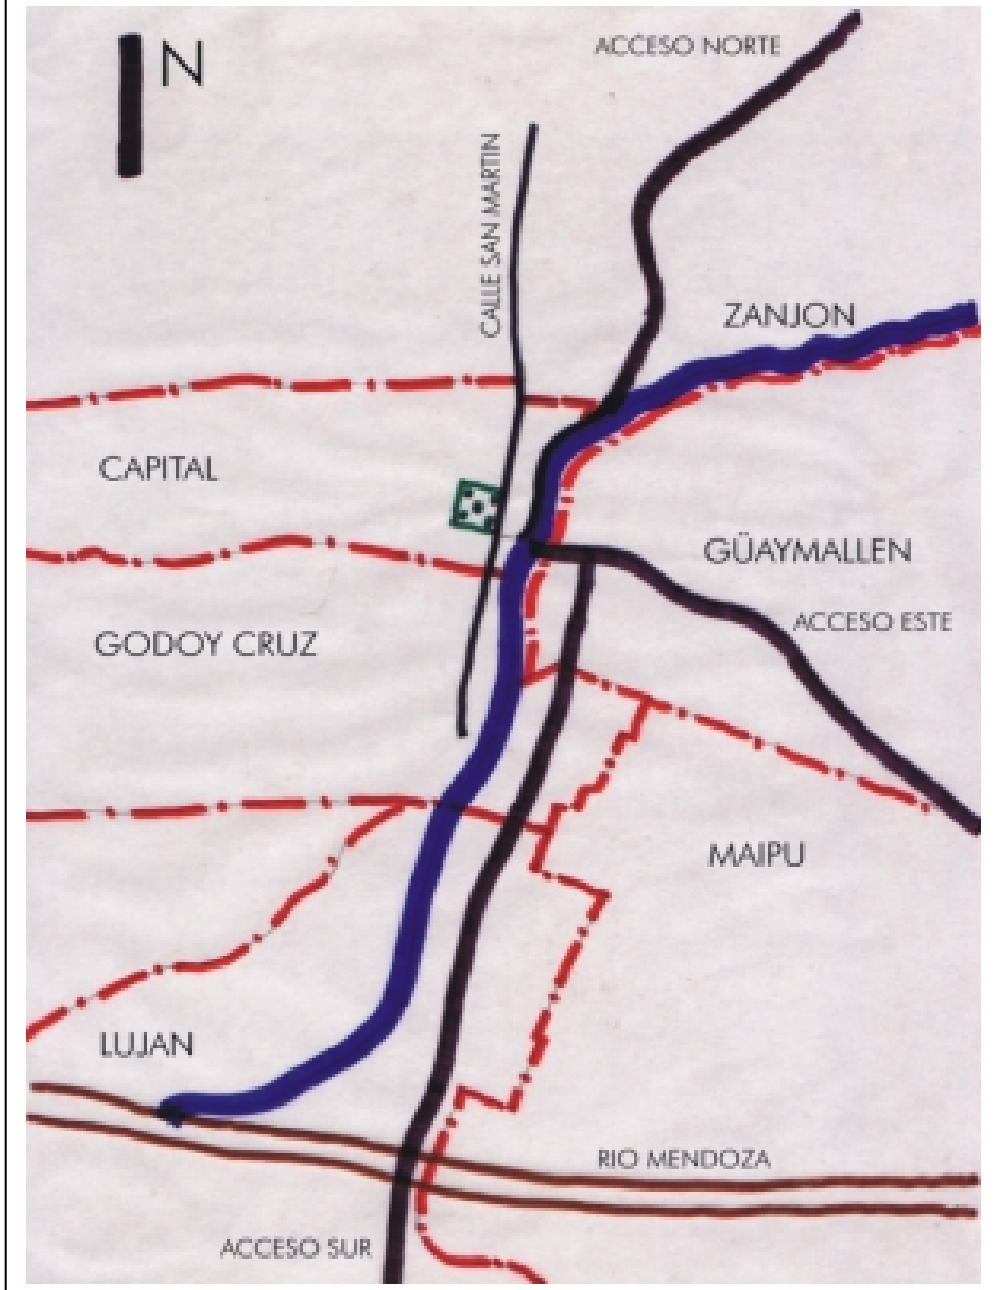 N
ACCESO NORTE
CALLE SAN MARTIN
ZANJON
CAPITAL
GÜAYMALLEN
ACCESO ESTE
GODOY CRUZ
MAIPU
LUJAN
RIO MENDOZA
ACCESO SUR